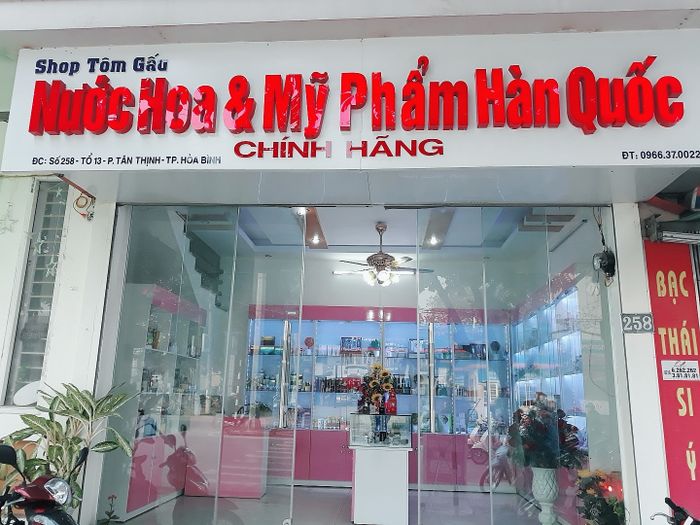 Shop Tôm Gấu
Nước Hoa & Mỹ Phẩm Hàn Quốc
CHÍNH HÃNG
ĐC: Số 258 - TỔ 13 - P. TÂN THỊNH - TP. HÒA BÌNH
ĐT: 0966.37.0022
258
BẠC
THÁI
SỈ
Ý